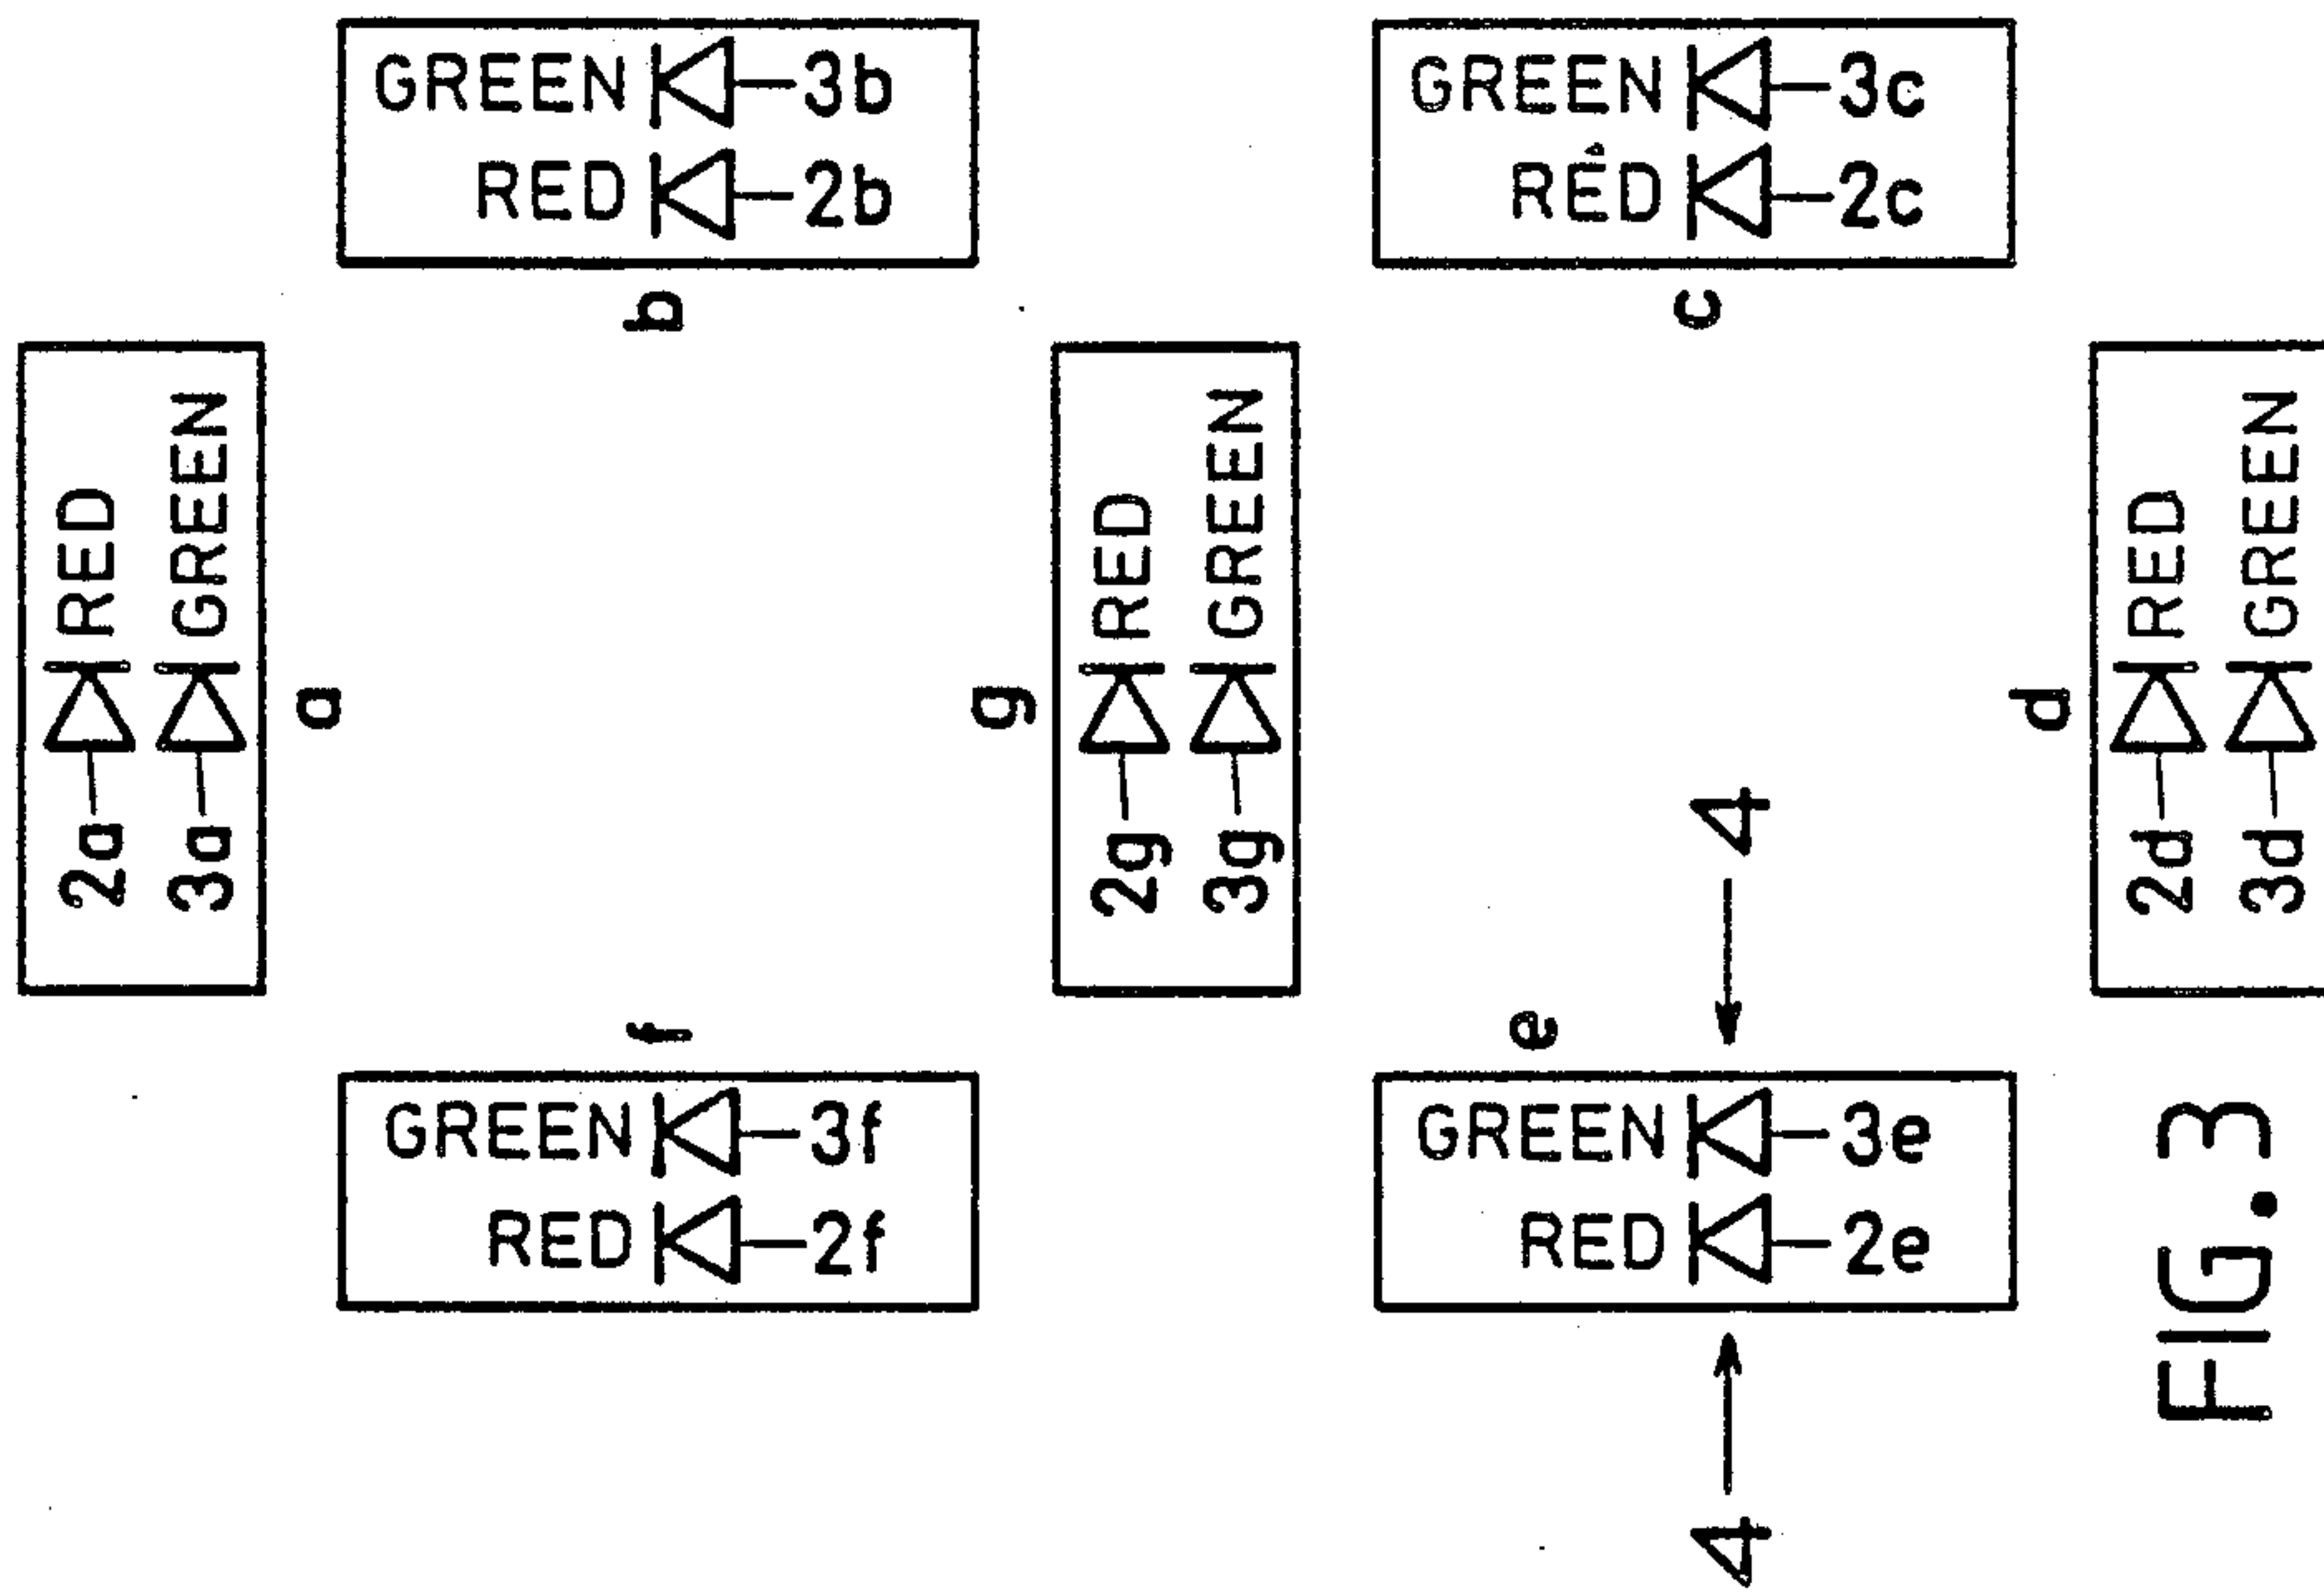 2a RED
3a GREEN
a
GREEN 3b
RED 2b
b
GREEN 3f
RED 2f
f
g
2g RED
3g GREEN
GREEN 3c
RED 2c
c
GREEN 3e
RED 2e
e
4
4
d
2d RED
3d GREEN
FIG. 3